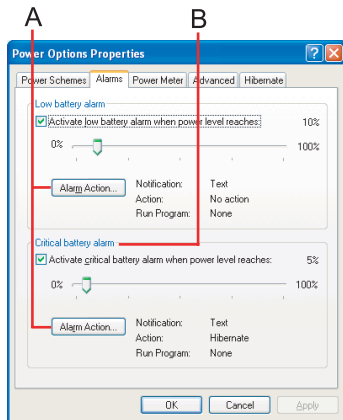 A B
Power Options Properties
Power Schemes Alarms Power Meter Advanced Hibernate
Low battery alarm
Activate low battery alarm when power level reaches: 10%
0% 100%
Alarm Action... Notification: Text
Action: No action
Run Program: None
Critical battery alarm
Activate critical battery alarm when power level reaches: 5%
0% 100%
Alarm Action... Notification: Text
Action: Hibernate
Run Program: None
OK Cancel Apply